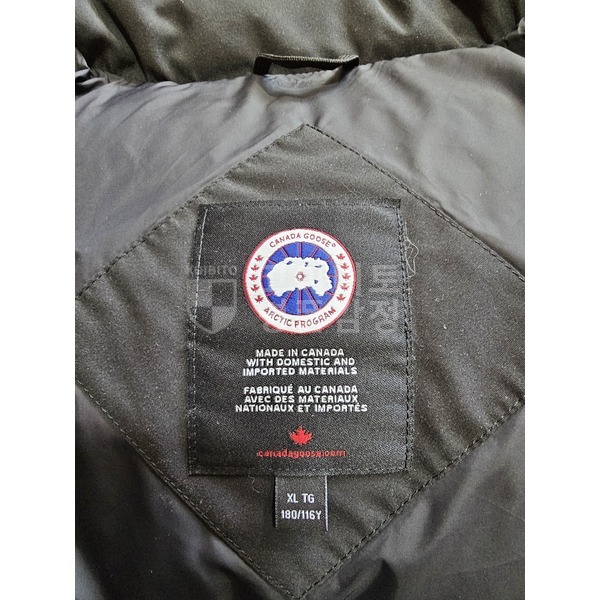 CANADA GOOSE®
ARCTIC PROGRAM
MADE IN CANADA
WITH DOMESTIC AND
IMPORTED MATERIALS
FABRIQUÉ AU CANADA
AVEC DES MATÉRIAUX
NATIONAUX ET IMPORTÉS
canadagoose.com
XL TG
180/116Y